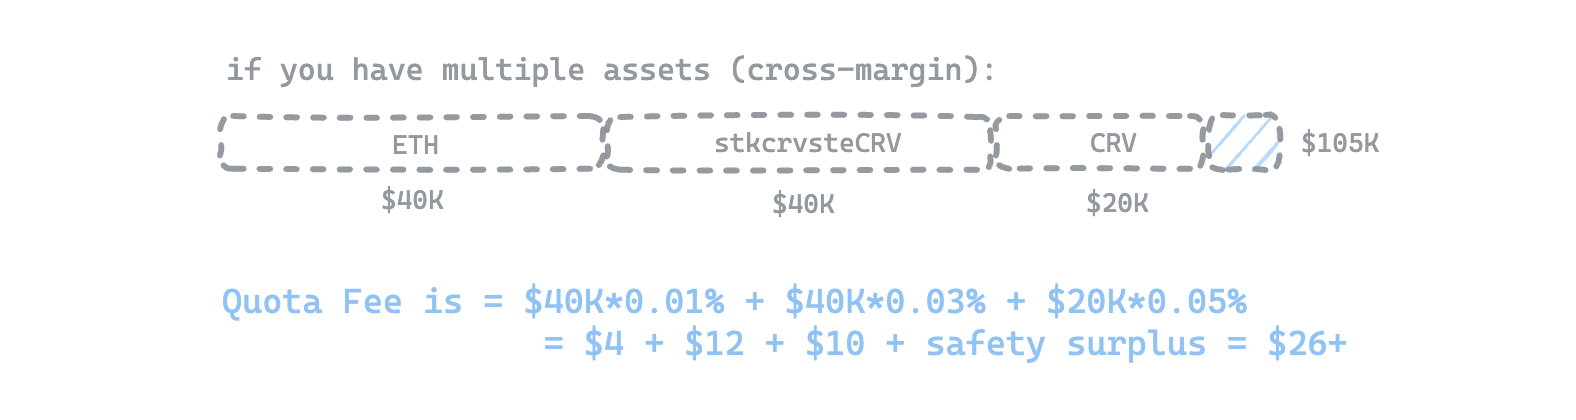 if you have multiple assets (cross-margin):
ETH stkcrvsteCRV CRV $105K
$40K $40K $20K
Quota Fee is = $40K*0.01% + $40K*0.03% + $20K*0.05%
= $4 + $12 + $10 + safety surplus = $26+